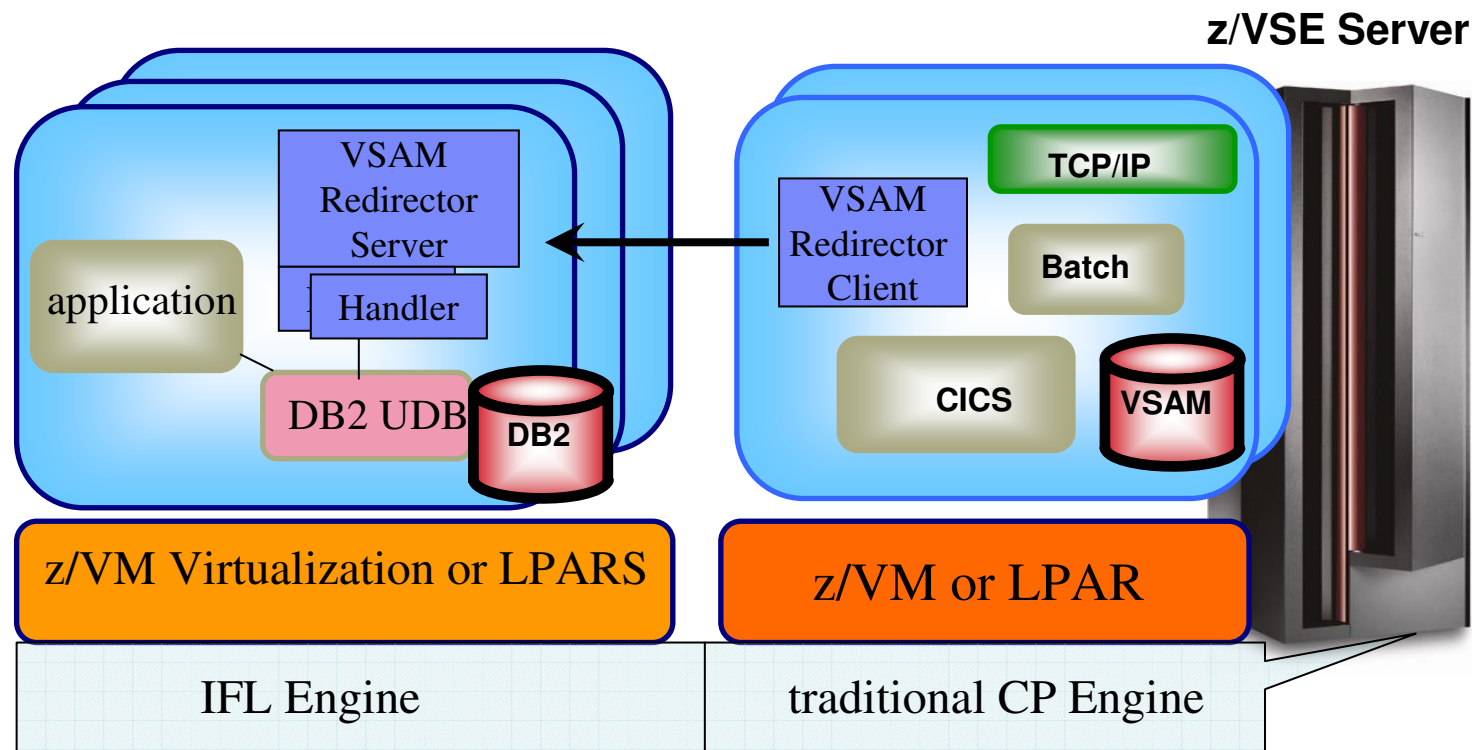 z/VSE Server
VSAM
Redirector
Server
Handler
application
DB2 UDB
DB2
TCP/IP
VSAM
Redirector
Client
Batch
CICS
VSAM
z/VM Virtualization or LPARS
z/VM or LPAR
IFL Engine
traditional CP Engine